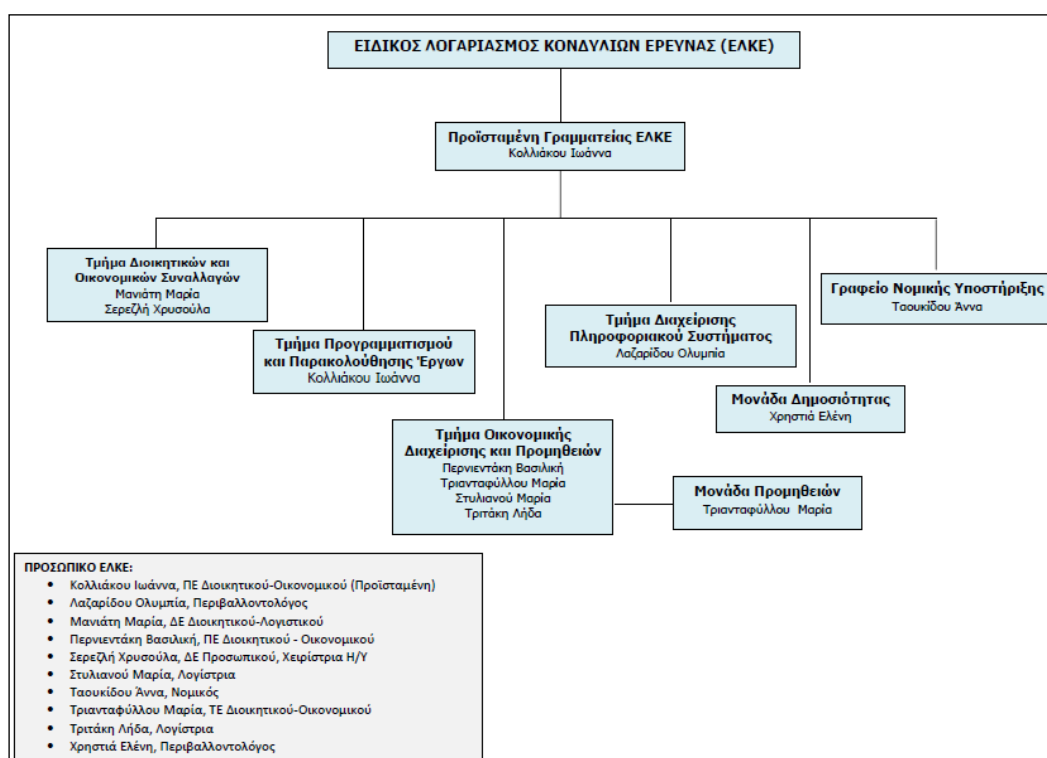 ΕΙΔΙΚΟΣ ΛΟΓΑΡΙΑΣΜΟΣ ΚΟΝΔΥΛΙΩΝ ΕΡΕΥΝΑΣ (ΕΛΚΕ)
Προϊσταμένη Γραμματείας ΕΛΚΕ
Κολλιάκου Ιωάννα
Τμήμα Διοικητικών και
Οικονομικών Συναλλαγών
Μανιάτη Μαρία
Σερεζλή Χρυσούλα
Τμήμα Προγραμματισμού
και Παρακολούθησης Έργων
Κολλιάκου Ιωάννα
Τμήμα Οικονομικής
Διαχείρισης και Προμηθειών
Περνιεντάκη Βασιλική
Τριανταφύλλου Μαρία
Στυλιανού Μαρία
Τριτάκη Λήδα
Τμήμα Διαχείρισης
Πληροφοριακού Συστήματος
Λαζαρίδου Ολυμπία
Γραφείο Νομικής Υποστήριξης
Ταουκίδου Άννα
Μονάδα Δημοσιότητας
Χρηστιά Ελένη
Μονάδα Προμηθειών
Τριανταφύλλου Μαρία
ΠΡΟΣΩΠΙΚΟ ΕΛΚΕ:
• Κολλιάκου Ιωάννα, ΠΕ Διοικητικού-Οικονομικού (Προϊσταμένη)
• Λαζαρίδου Ολυμπία, Περιβαλλοντολόγος
• Μανιάτη Μαρία, ΔΕ Διοικητικού-Λογιστικού
• Περνιεντάκη Βασιλική, ΠΕ Διοικητικού - Οικονομικού
• Σερεζλή Χρυσούλα, ΔΕ Προσωπικού, Χειρίστρια Η/Υ
• Στυλιανού Μαρία, Λογίστρια
• Ταουκίδου Άννα, Νομικός
• Τριανταφύλλου Μαρία, ΤΕ Διοικητικού-Οικονομικού
• Τριτάκη Λήδα, Λογίστρια
• Χρηστιά Ελένη, Περιβαλλοντολόγος